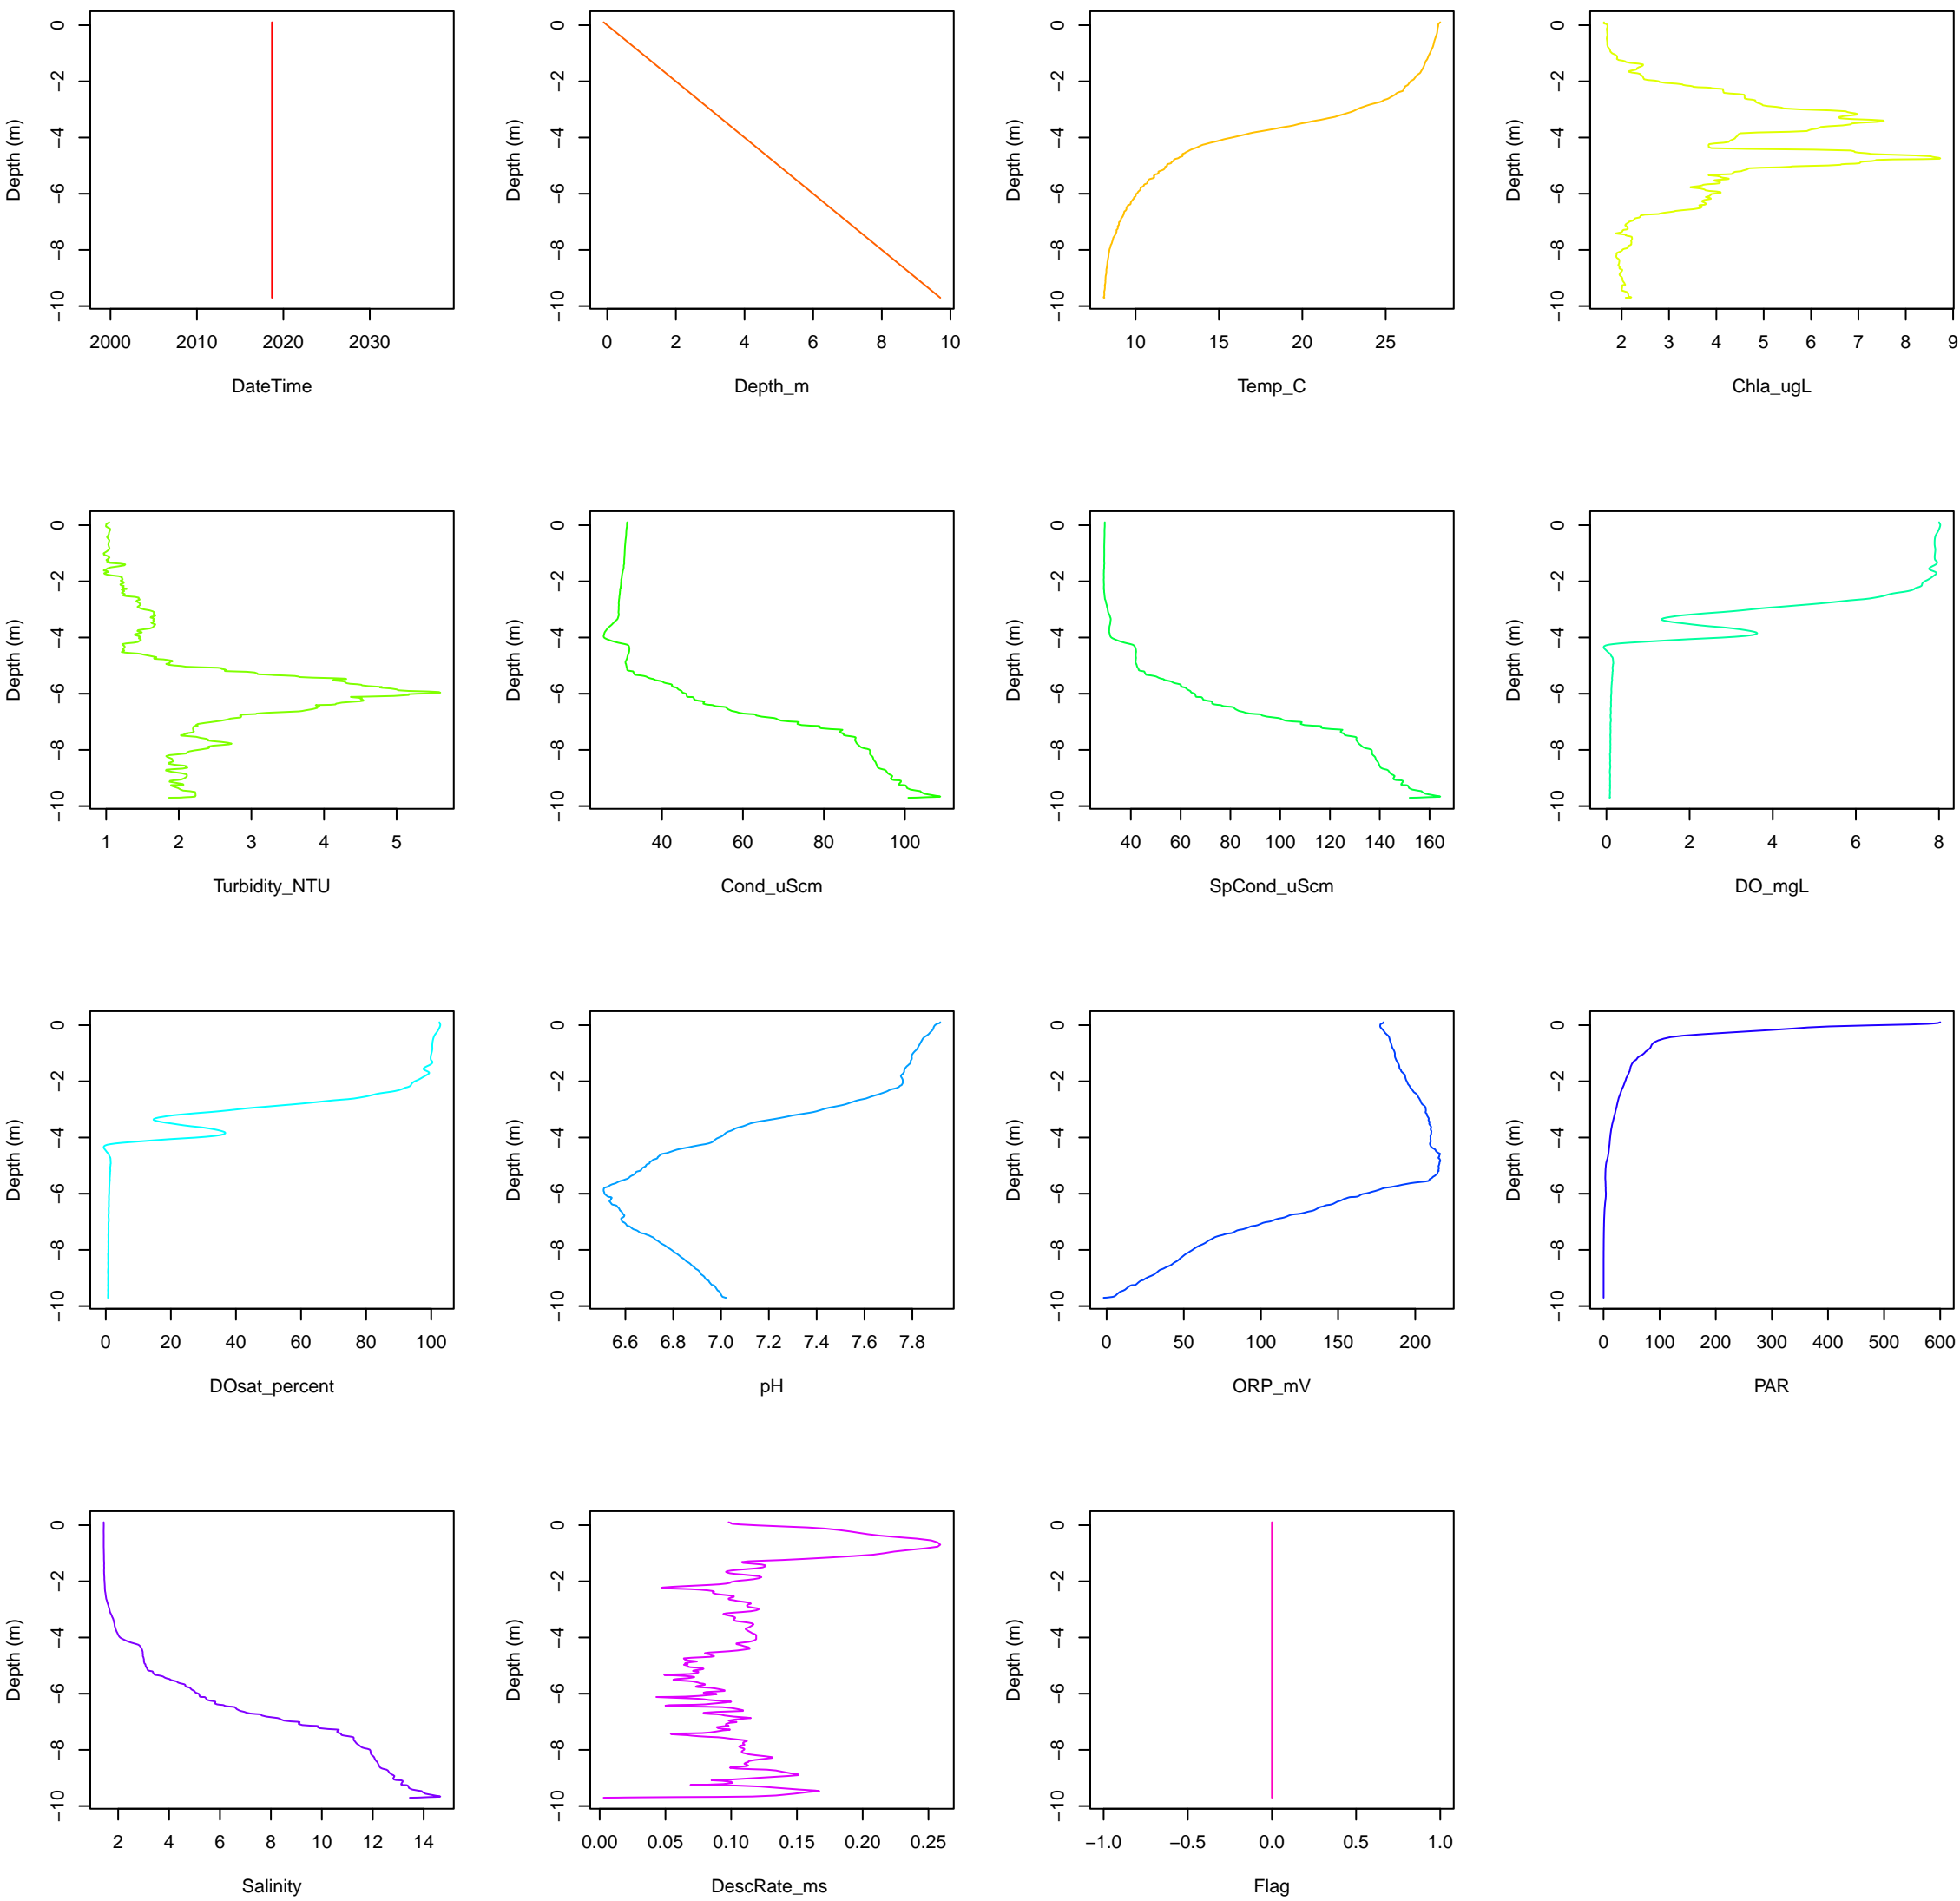 0 0 0 0
−2 −2 −2 −2
Depth (m) Depth (m) Depth (m) Depth (m)
−4 −4 −4 −4
−6 −6 −6 −6
−8 −8 −8 −8
−10 −10 −10 −10
2000 2010 2020 2030 0 2 4 6 8 10 10 15 20 25 2 3 4 5 6 7 8 9
DateTime Depth_m Temp_C Chla_ugL
0 0 0 0
−2 −2 −2 −2
Depth (m) Depth (m) Depth (m) Depth (m)
−4 −4 −4 −4
−6 −6 −6 −6
−8 −8 −8 −8
−10 −10 −10 −10
1 2 3 4 5 40 60 80 100 40 60 80 100 120 140 160 0 2 4 6 8
Turbidity_NTU Cond_uScm SpCond_uScm DO_mgL
0 0 0 0
−2 −2 −2 −2
Depth (m) Depth (m) Depth (m) Depth (m)
−4 −4 −4 −4
−6 −6 −6 −6
−8 −8 −8 −8
−10 −10 −10 −10
0 20 40 60 80 100 6.6 6.8 7.0 7.2 7.4 7.6 7.8 0 50 100 150 200 0 100 200 300 400 500 600
DOsat_percent pH ORP_mV PAR
0 0 0
−2 −2 −2
Depth (m) Depth (m) Depth (m)
−4 −4 −4
−6 −6 −6
−8 −8 −8
−10 −10 −10
2 4 6 8 10 12 14 0.00 0.05 0.10 0.15 0.20 0.25 −1.0 −0.5 0.0 0.5 1.0
Salinity DescRate_ms Flag